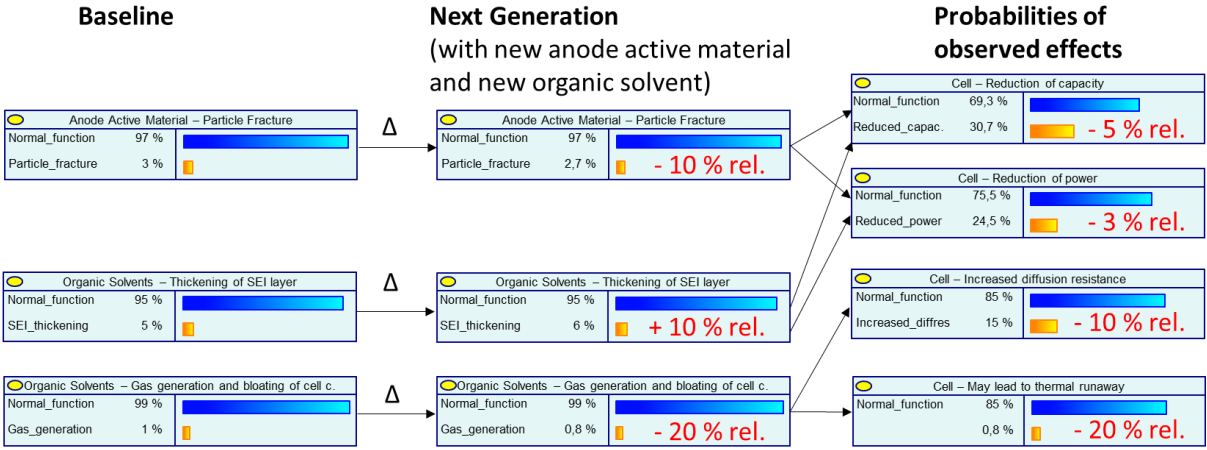 Baseline
Next Generation
(with new anode active material
and new organic solvent)
Probabilities of
observed effects
Anode Active Material – Particle Fracture
Normal_function 97 %
Particle_fracture 3 %
Δ
Anode Active Material – Particle Fracture
Normal_function 97 %
Particle_fracture 2,7 %
- 10 % rel.
Cell – Reduction of capacity
Normal_function 69,3 %
Reduced_capac. 30,7 %
- 5 % rel.
Cell – Reduction of power
Normal_function 75,5 %
Reduced_power 24,5 %
- 3 % rel.
Organic Solvents – Thickening of SEI layer
Normal_function 95 %
SEI_thickening 5 %
Δ
Organic Solvents – Thickening of SEI layer
Normal_function 95 %
SEI_thickening 6 %
+ 10 % rel.
Cell – Increased diffusion resistance
Normal_function 85 %
Increased_diffres 15 %
- 10 % rel.
Organic Solvents – Gas generation and bloating of cell c.
Normal_function 99 %
Gas_generation 1 %
Δ
Organic Solvents – Gas generation and bloating of cell c.
Normal_function 99 %
Gas_generation 0,8 %
- 20 % rel.
Cell – May lead to thermal runaway
Normal_function 85 %
0,8 %
- 20 % rel.